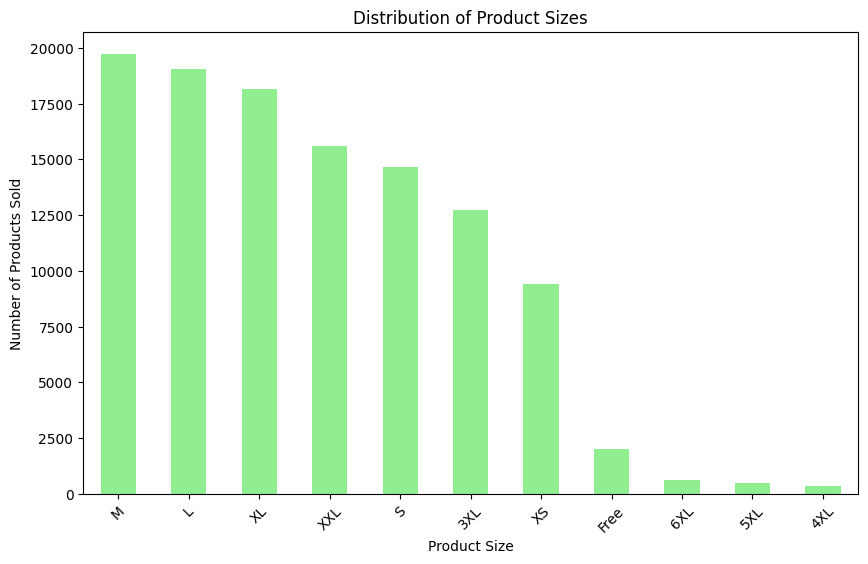 Distribution of Product Sizes
Number of Products Sold
20000
17500
15000
12500
10000
7500
5000
2500
0
M L XL XXL S 3XL XS Free 6XL 5XL 4XL
Product Size